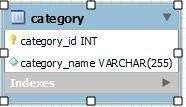 category
category_id INT
category_name VARCHAR(255)
Indexes